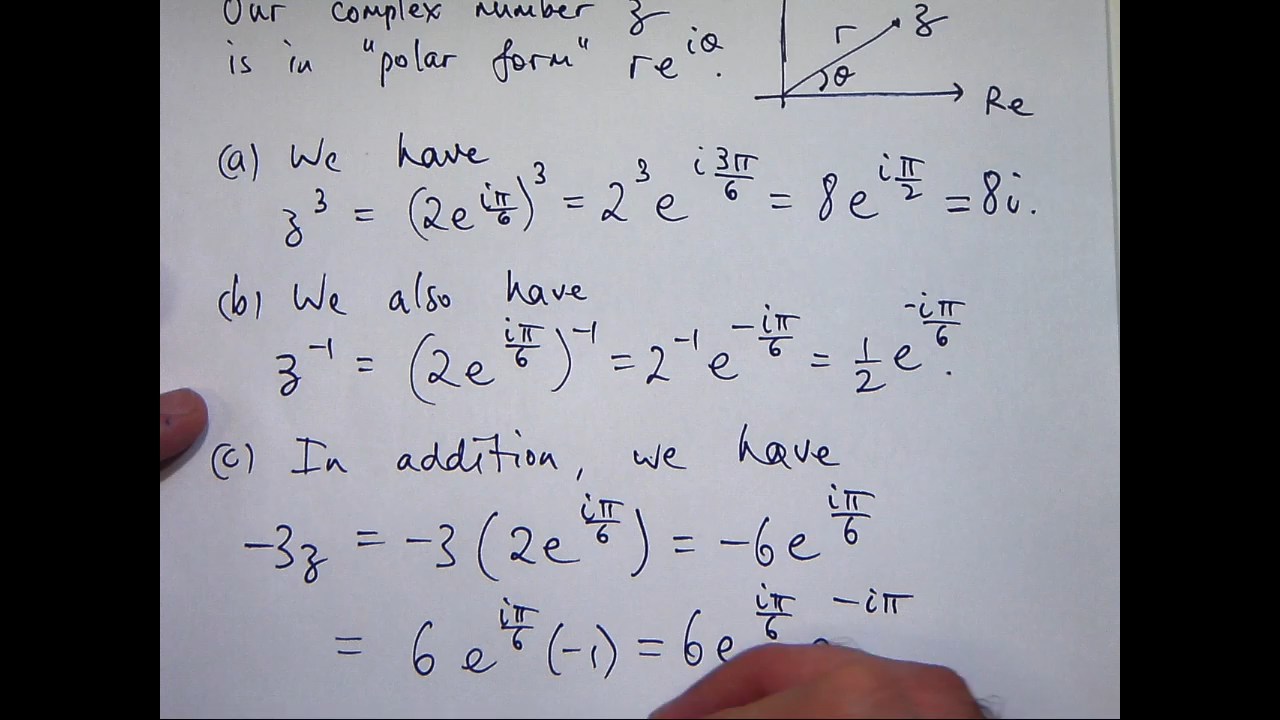 Our complex number z
is in "polar form" re^{iθ}.
r z
θ
Re
(a) We have
z^3 = (2e^{iπ/6})^3 = 2^3 e^{i3π/6} = 8e^{iπ/2} = 8i.
(b) We also have
z^{-1} = (2e^{iπ/6})^{-1} = 2^{-1} e^{-iπ/6} = 1/2 e^{-iπ/6}.
(c) In addition, we have
-3z = -3(2e^{iπ/6}) = -6e^{iπ/6}
= 6e^{iπ/6}(-1) = 6e^{iπ/6} e^{-iπ}